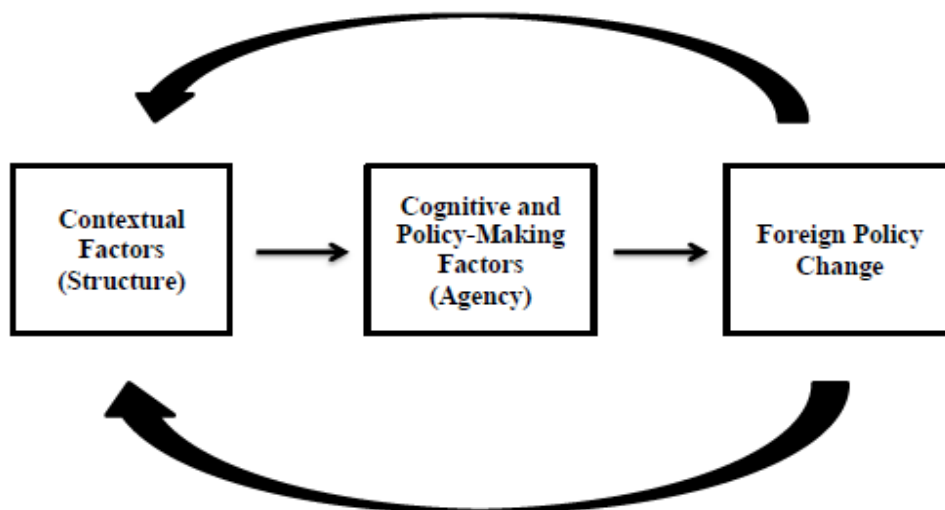 Contextual
Factors
(Structure)
Cognitive and
Policy-Making
Factors
(Agency)
Foreign Policy
Change